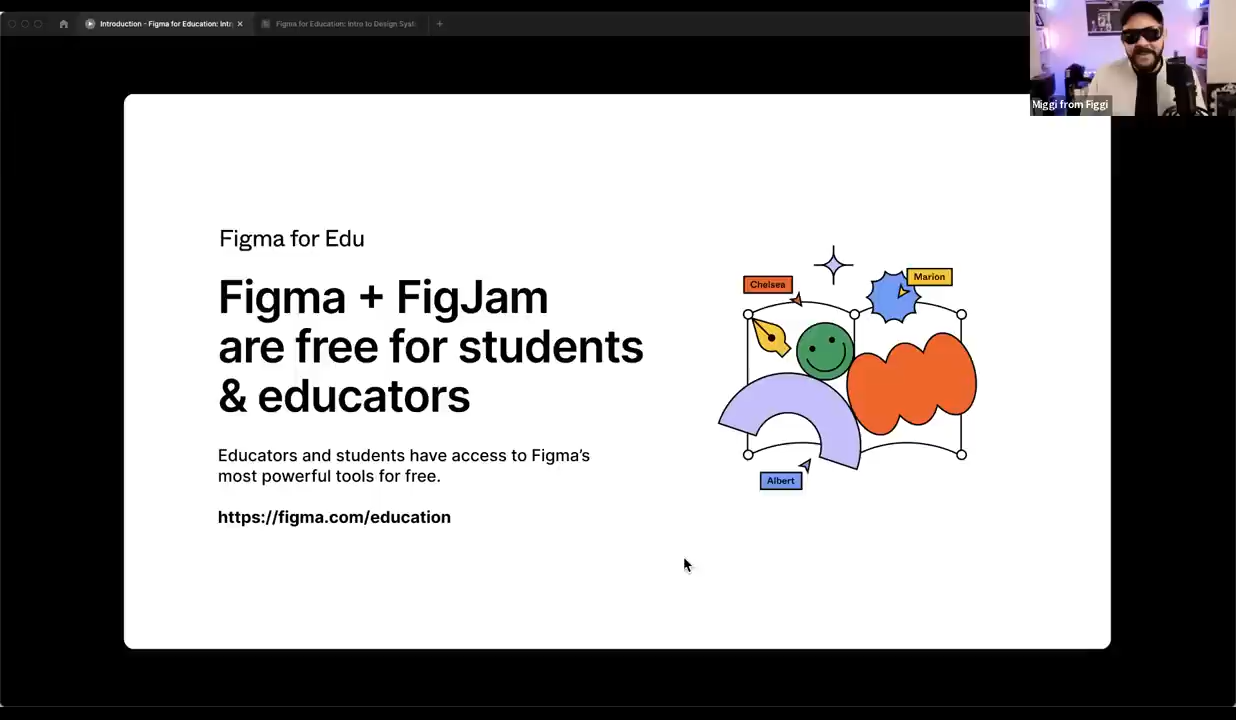 Introduction - Figma for Education: Intr
Figma for Education: Intro to Design Syst
Miggi from Figgi
Figma for Edu
Figma + FigJam
are free for students
& educators
Educators and students have access to Figma’s
most powerful tools for free.
https://figma.com/education
Chelsea
Marion
Albert